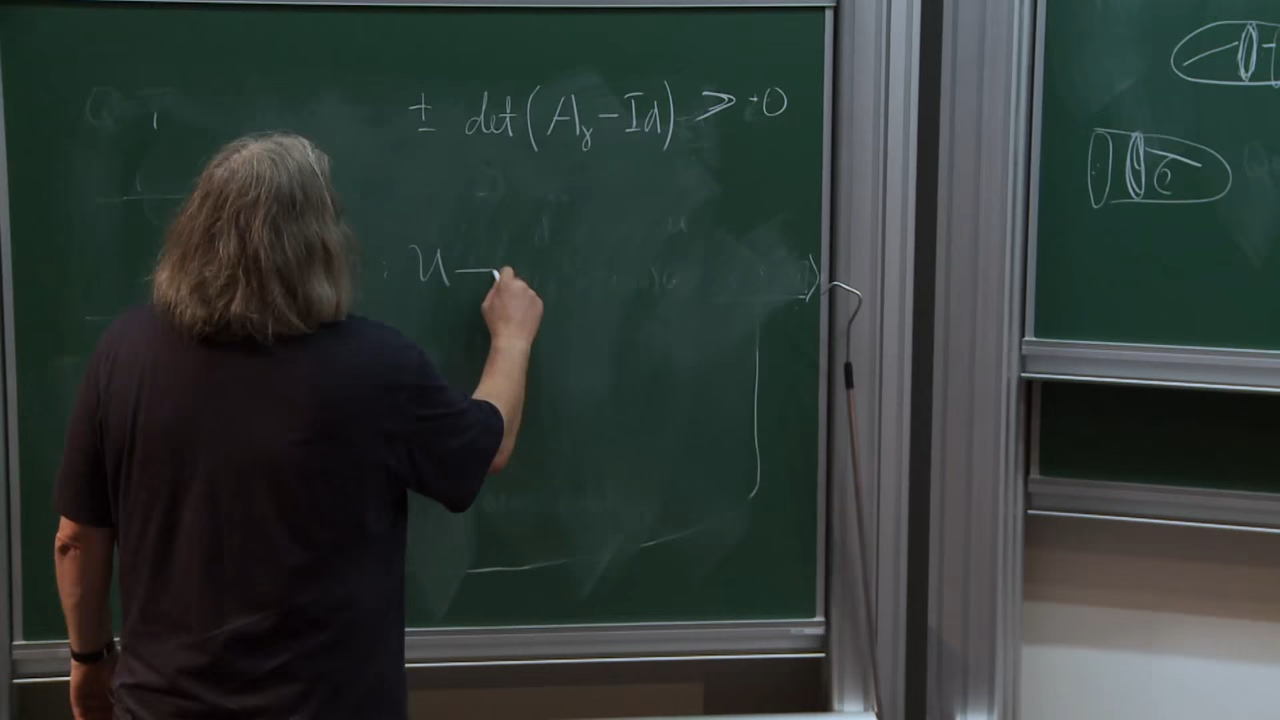 ± det(A_γ − Id) > 0
: U —